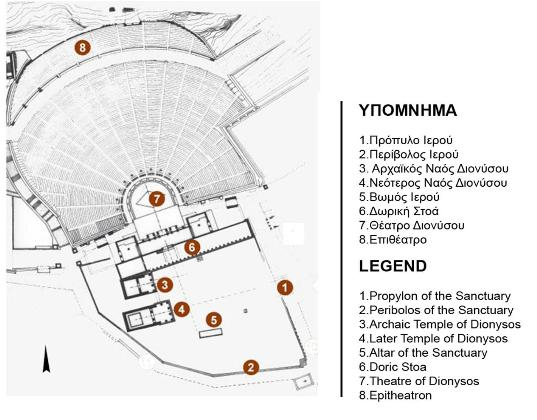 8
7
6
3
4
1
5
2
ΥΠΟΜΝΗΜΑ
1.Πρόπυλο Ιερού
2.Περίβολος Ιερού
3. Αρχαϊκός Ναός Διονύσου
4.Νεότερος Ναός Διονύσου
5.Βωμός Ιερού
6.Δωρική Στοά
7.Θέατρο Διονύσου
8.Επιθέατρο
LEGEND
1.Propylon of the Sanctuary
2.Peribolos of the Sanctuary
3.Archaic Temple of Dionysos
4.Later Temple of Dionysos
5.Altar of the Sanctuary
6.Doric Stoa
7.Theatre of Dionysos
8.Epitheatron